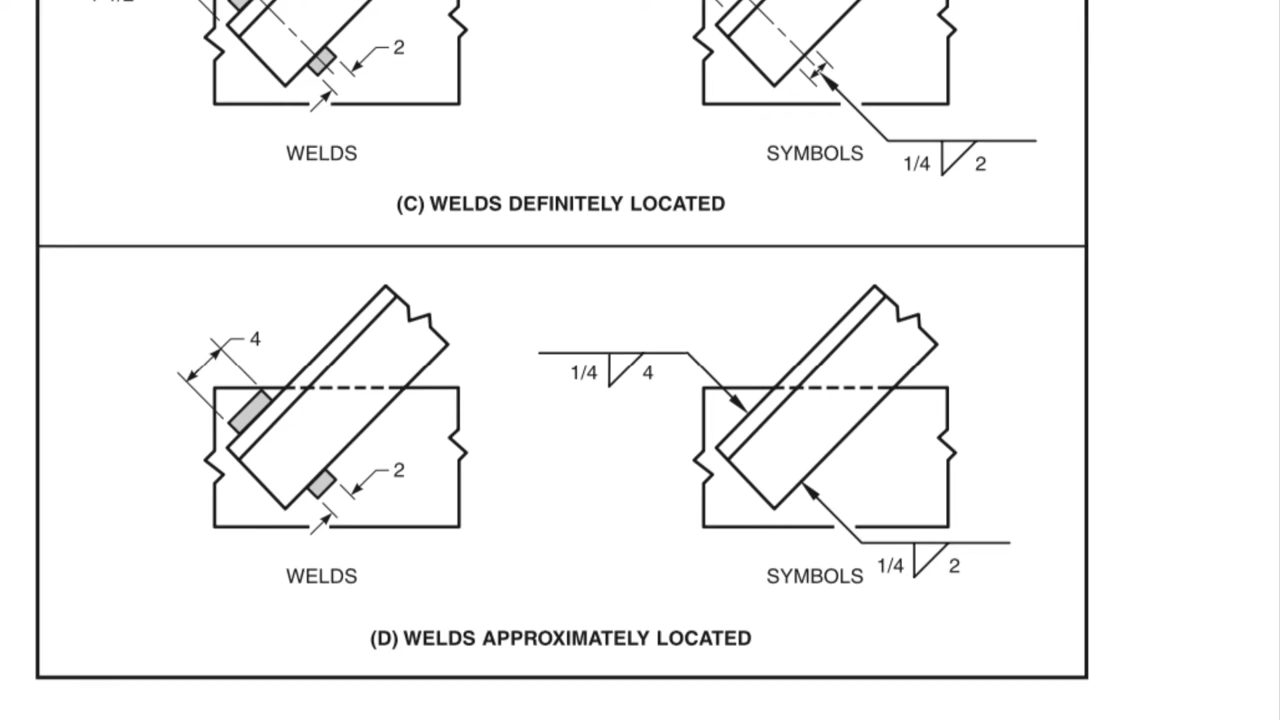 2
WELDS
SYMBOLS
1/4 2
(C) WELDS DEFINITELY LOCATED
4
1/4 4
2
WELDS
SYMBOLS
1/4 2
(D) WELDS APPROXIMATELY LOCATED